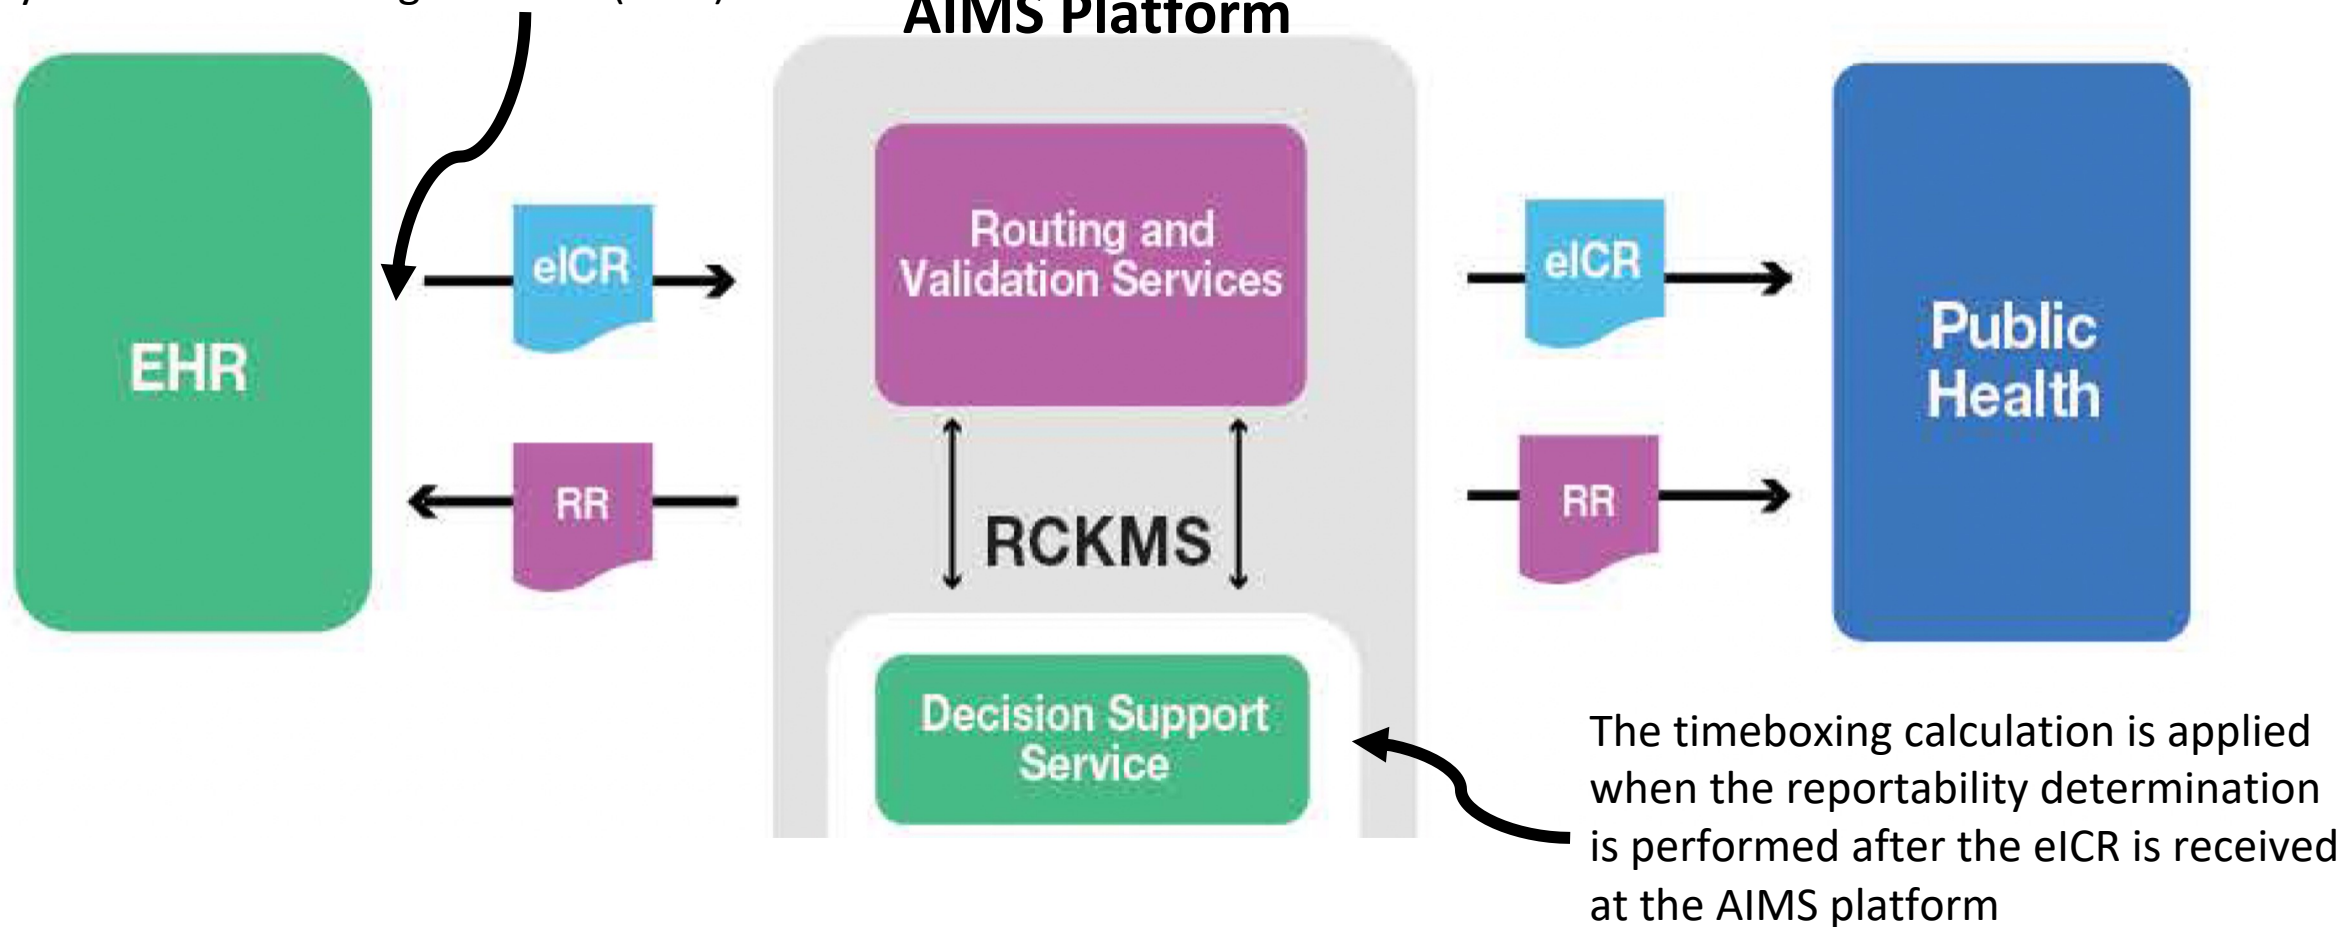 AIMS Platform
EHR
eICR
RR
Routing and
Validation Services
RCKMS
Decision Support
Service
eICR
RR
Public
Health
The timeboxing calculation is applied
when the reportability determination
is performed after the eICR is received
at the AIMS platform